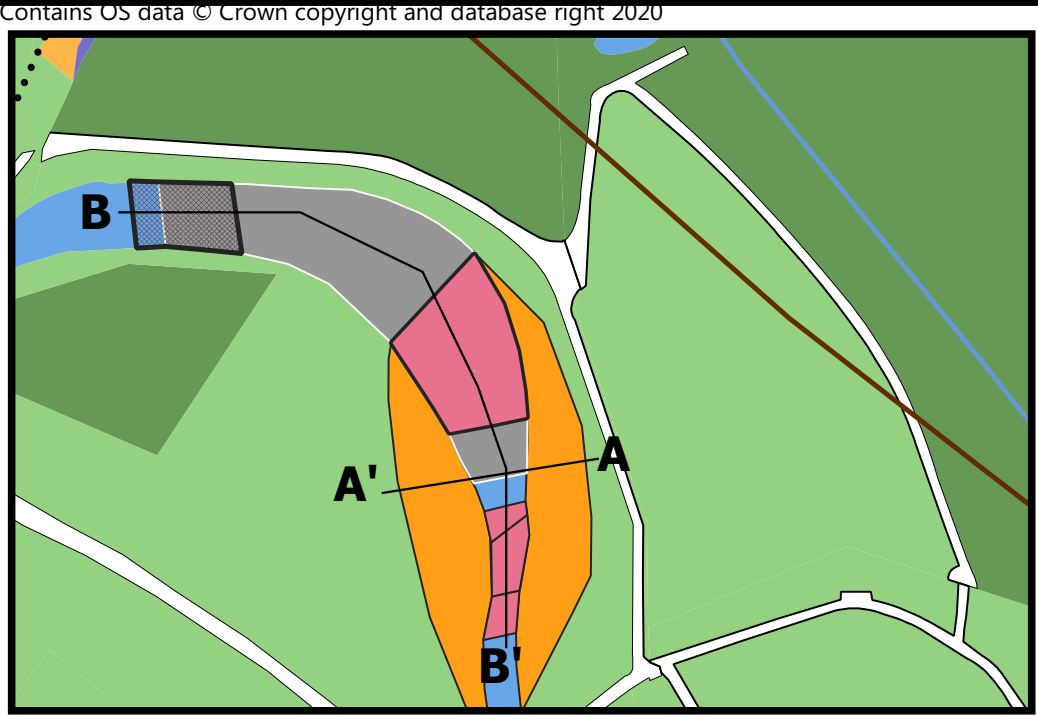 Contains OS data © Crown copyright and database right 2020
B
A
A'
B'